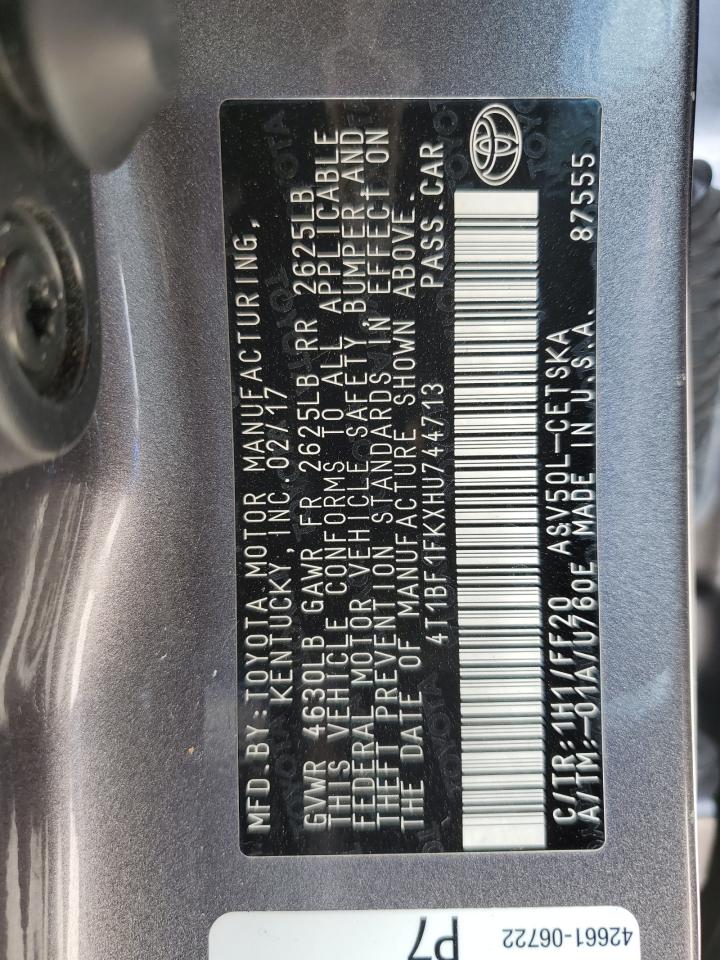 MFD.BY:TOYOTA MOTOR MANUFACTURING,
KENTUCKY, INC.02/17
GVWR 4630LB GAWR FR 2625LB RR 2625LB
THIS VEHICLE CONFORMS TO ALL APPLICABLE
FEDERAL MOTOR VEHICLE SAFETY, BUMPER AND
THEFT PREVENTION STANDARDS IN EFFECT ON
THE DATE OF MANUFACTURE SHOWN ABOVE.
4T1BF1FKXHU744713 PASS.CAR
C/TR:1H1/FF20 ASV50L-CETSKA
A/TM:-01A/U760E MADE IN U.S.A. 87555
42661-06722
P7